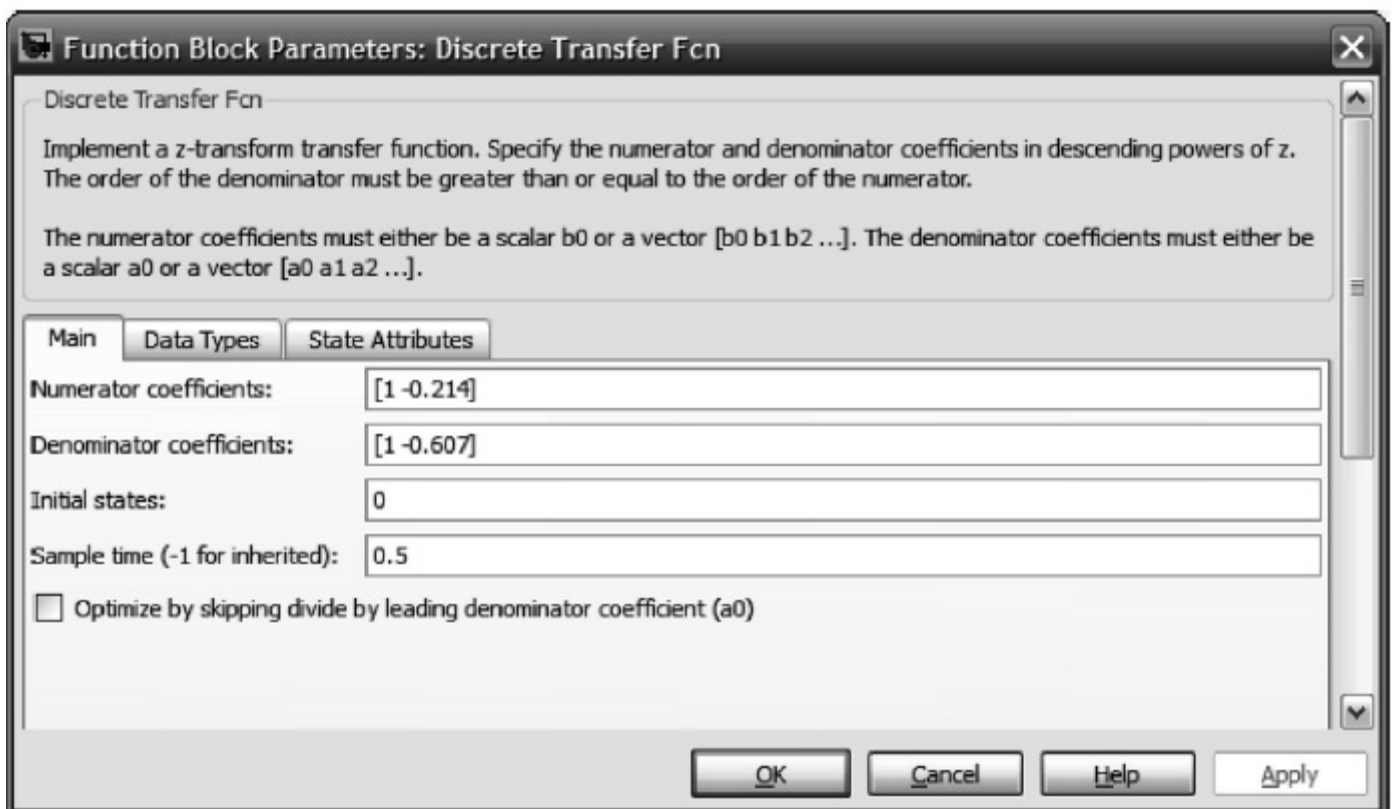 Function Block Parameters: Discrete Transfer Fcn
Discrete Transfer Fcn
Implement a z-transform transfer function. Specify the numerator and denominator coefficients in descending powers of z.
The order of the denominator must be greater than or equal to the order of the numerator.
The numerator coefficients must either be a scalar b0 or a vector [b0 b1 b2 ...]. The denominator coefficients must either be
a scalar a0 or a vector [a0 a1 a2 ...].
Main Data Types State Attributes
Numerator coefficients: [1 -0.214]
Denominator coefficients: [1 -0.607]
Initial states: 0
Sample time (-1 for inherited): 0.5
Optimize by skipping divide by leading denominator coefficient (a0)
OK Cancel Help Apply